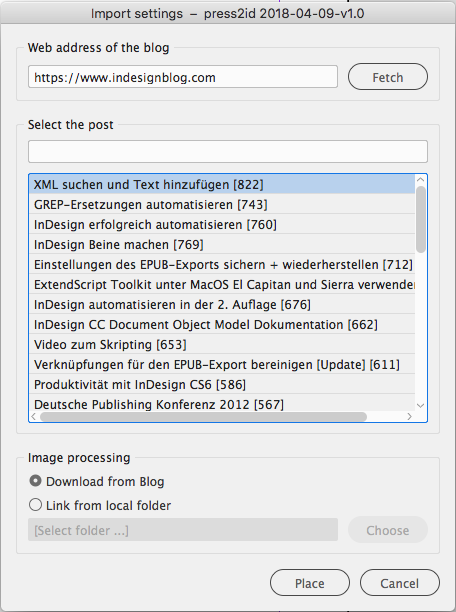 Import settings – press2id 2018-04-09-v1.0
Web address of the blog
https://www.indesignblog.com
Fetch
Select the post
XML suchen und Text hinzufügen [822]
GREP-Ersetzungen automatisieren [743]
InDesign erfolgreich automatisieren [760]
InDesign Beine machen [769]
Einstellungen des EPUB-Exports sichern + wiederherstellen [712]
ExtendScript Toolkit unter MacOS El Capitan und Sierra verwenden
InDesign automatisieren in der 2. Auflage [676]
InDesign CC Document Object Model Dokumentation [662]
Video zum Skripting [653]
Verknüpfungen für den EPUB-Export bereinigen [Update] [611]
Produktivität mit InDesign CS6 [586]
Deutsche Publishing Konferenz 2012 [567]
Image processing
Download from Blog
Link from local folder
[Select folder ...]
Choose
Place
Cancel